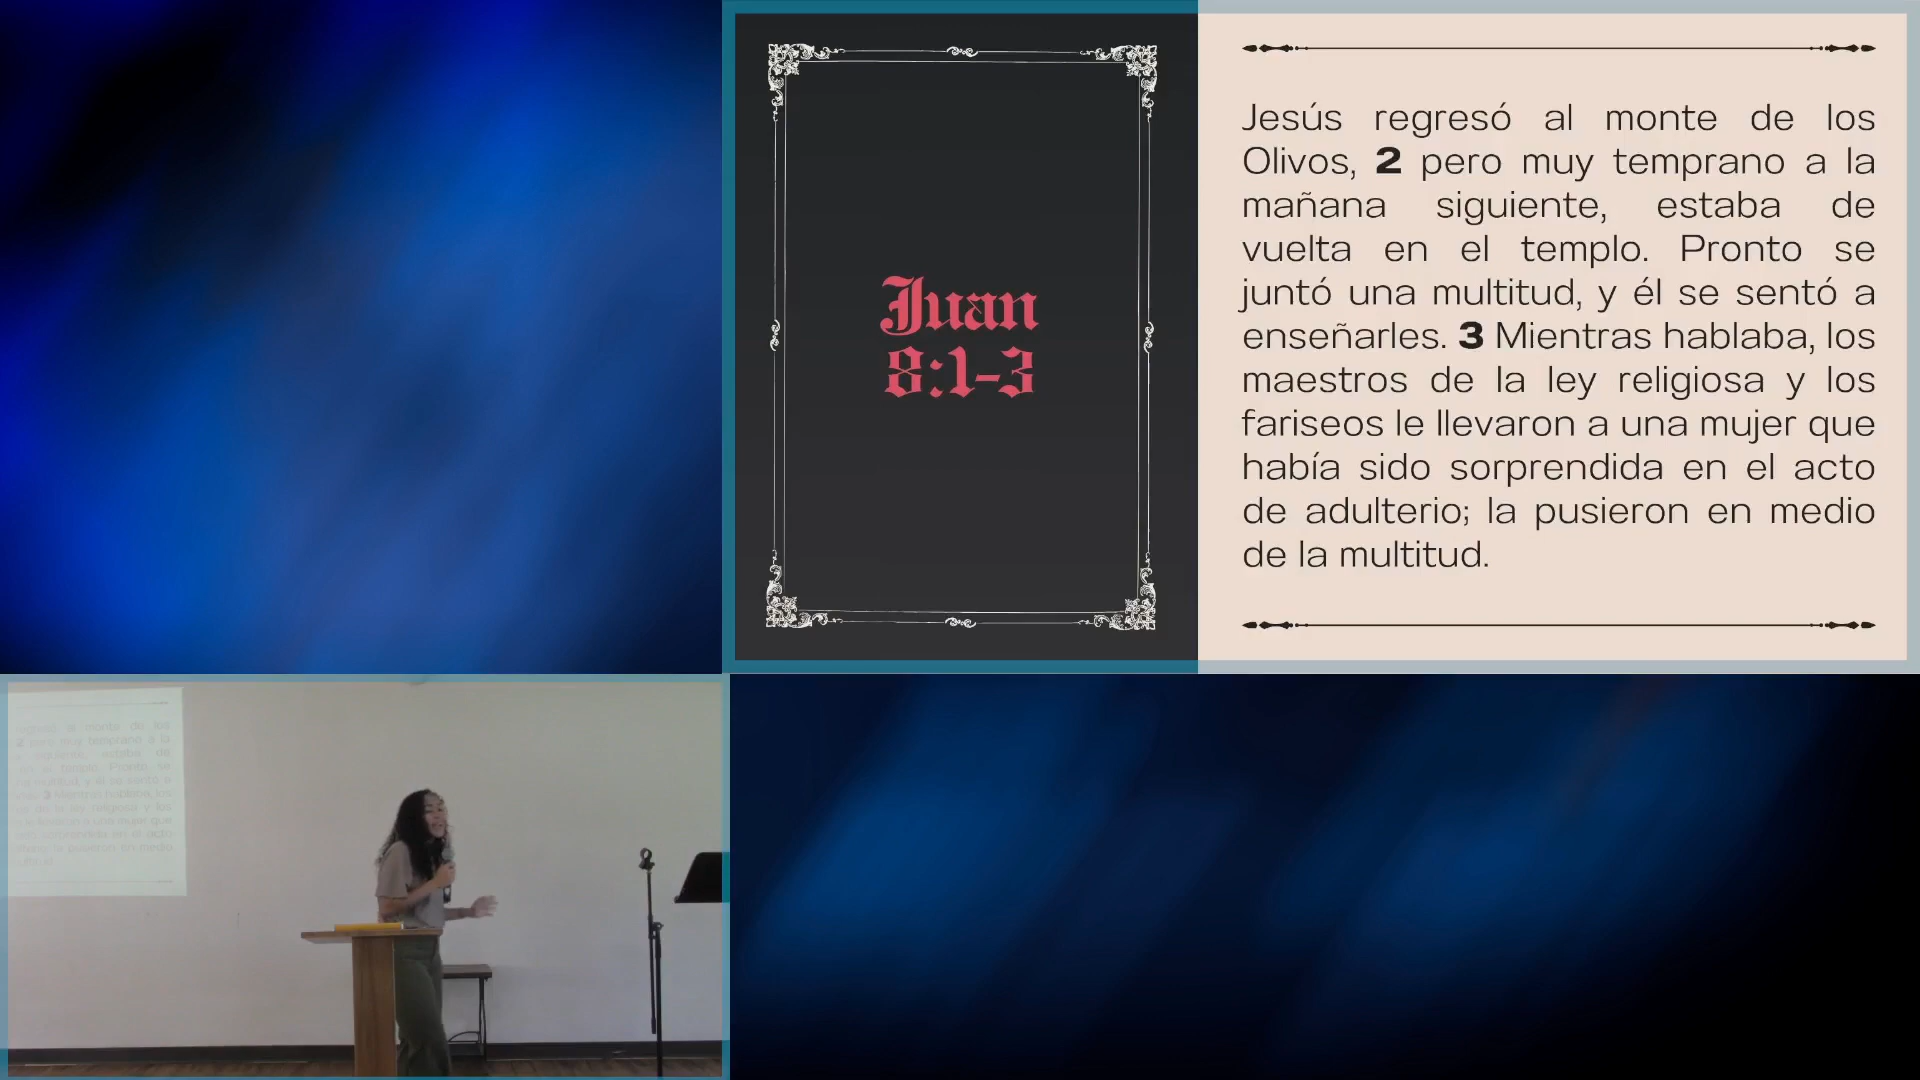 Juan
8:1-3
Jesús regresó al monte de los
Olivos, 2 pero muy temprano a la
mañana siguiente, estaba de
vuelta en el templo. Pronto se
juntó una multitud, y él se sentó a
enseñarles. 3 Mientras hablaba, los
maestros de la ley religiosa y los
fariseos le llevaron a una mujer que
había sido sorprendida en el acto
de adulterio; la pusieron en medio
de la multitud.